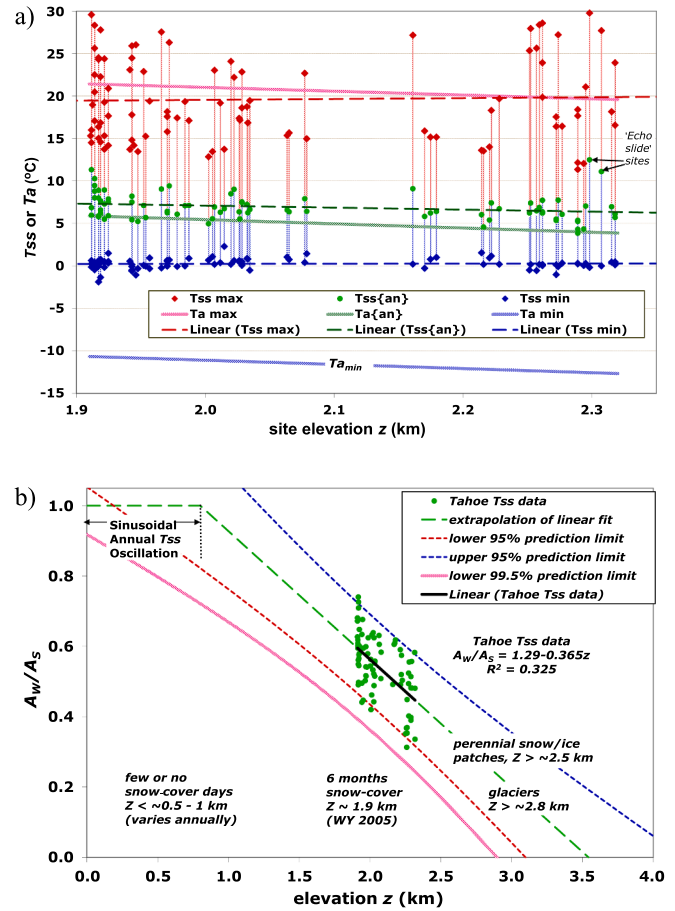 a)
30
25
20
15
10
5
0
−5
−10
−15
Tss or Ta (°C)
'Echo
slide'
sites
Tss max
Tss{an}
Tss min
Ta max
Ta{an}
Ta min
Linear (Tss max)
Linear (Tss{an})
Linear (Tss min)
Ta min
1.9
2.0
2.1
2.2
2.3
site elevation z (km)
b)
1.0
0.8
0.6
0.4
0.2
0.0
AW/AS
Sinusoidal
Annual Tss
Oscillation
Tahoe Tss data
extrapolation of linear fit
lower 95% prediction limit
upper 95% prediction limit
lower 99.5% prediction limit
Linear (Tahoe Tss data)
Tahoe Tss data
AW/AS = 1.29-0.365z
R² = 0.325
perennial snow/ice
patches, Z > ~2.5 km
few or no
snow-cover days
Z < ~0.5 - 1 km
(varies annually)
6 months
snow-cover
Z ~ 1.9 km
(WY 2005)
glaciers
Z > ~2.8 km
0.0
0.5
1.0
1.5
2.0
2.5
3.0
3.5
4.0
elevation z (km)